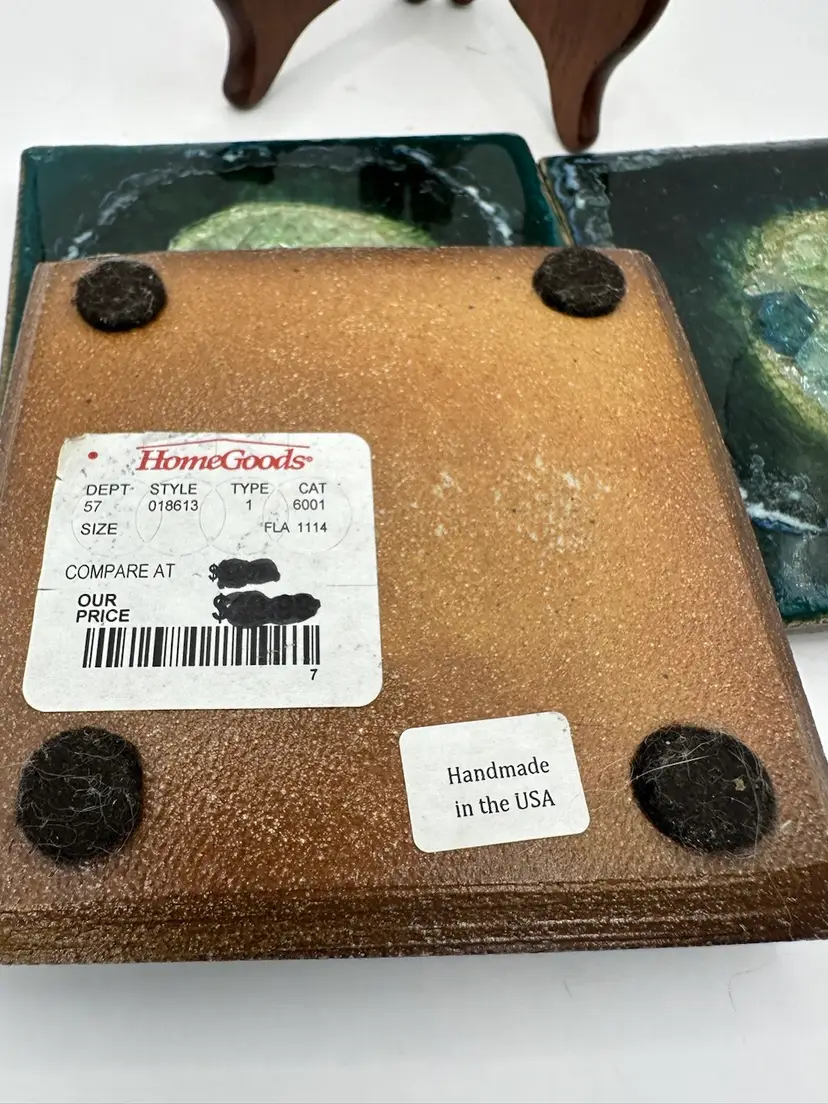 HomeGoods®
DEPT STYLE TYPE CAT
57 018613 1 6001
SIZE FLA 1114
COMPARE AT $
OUR
PRICE $
7
Handmade
in the USA